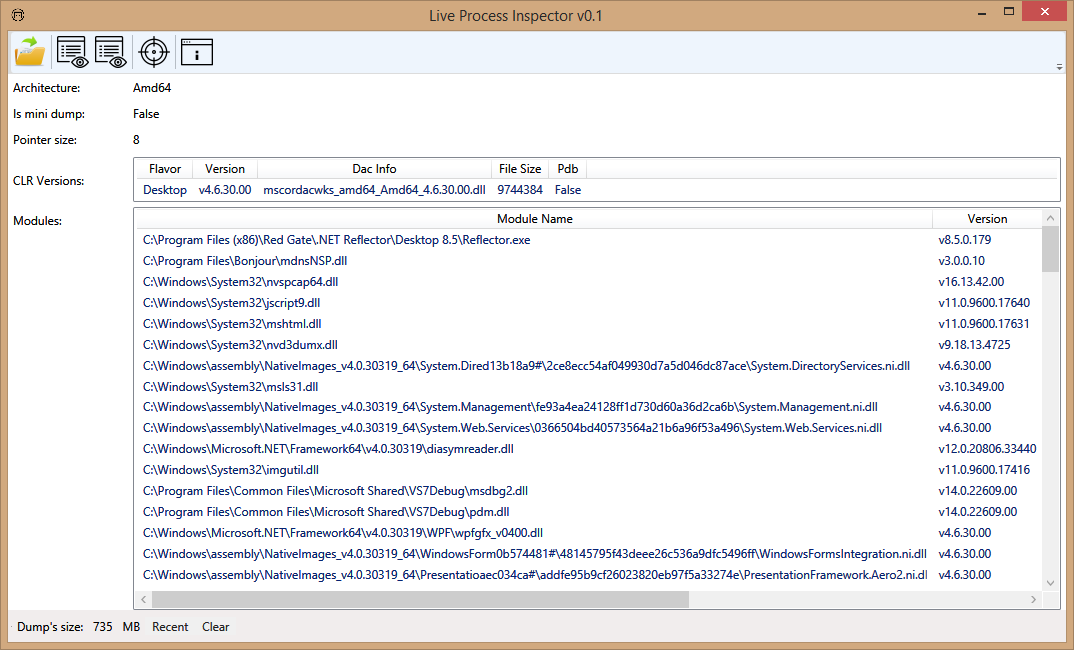 Live Process Inspector v0.1
Architecture: Amd64
Is mini dump: False
Pointer size: 8
CLR Versions:
Flavor Version Dac Info File Size Pdb
Desktop v4.6.30.00 mscordacwks_amd64_Amd64_4.6.30.00.dll 9744384 False
Modules:
Module Name Version
C:\Program Files (x86)\Red Gate\.NET Reflector\Desktop 8.5\Reflector.exe v8.5.0.179
C:\Program Files\Bonjour\mdnsNSP.dll v3.0.0.10
C:\Windows\System32\nvspcap64.dll v16.13.42.00
C:\Windows\System32\jscript9.dll v11.0.9600.17640
C:\Windows\System32\mshtml.dll v11.0.9600.17631
C:\Windows\System32\nvd3dumx.dll v9.18.13.4725
C:\Windows\assembly\NativeImages_v4.0.30319_64\System.Dired13b18a9#\2ce8ecc54af049930d7a5d046dc87ace\System.DirectoryServices.ni.dll v4.6.30.00
C:\Windows\System32\msls31.dll v3.10.349.00
C:\Windows\assembly\NativeImages_v4.0.30319_64\System.Management\fe93a4ea24128ff1d730d60a36d2ca6b\System.Management.ni.dll v4.6.30.00
C:\Windows\assembly\NativeImages_v4.0.30319_64\System.Web.Services\0366504bd40573564a21b6a96f53a496\System.Web.Services.ni.dll v4.6.30.00
C:\Windows\Microsoft.NET\Framework64\v4.0.30319\diasymreader.dll v12.0.20806.33440
C:\Windows\System32\imgutil.dll v11.0.9600.17416
C:\Program Files\Common Files\Microsoft Shared\VS7Debug\msdbg2.dll v14.0.22609.00
C:\Program Files\Common Files\Microsoft Shared\VS7Debug\pdm.dll v14.0.22609.00
C:\Windows\Microsoft.NET\Framework64\v4.0.30319\WPF\wpfgfx_v0400.dll v4.6.30.00
C:\Windows\assembly\NativeImages_v4.0.30319_64\WindowsForm0b574481#\48145795f43deee26c536a9dfc5496ff\WindowsFormsIntegration.ni.dll v4.6.30.00
C:\Windows\assembly\NativeImages_v4.0.30319_64\Presentatioaec034ca#\addfe95b9cf26023820eb97f5a33274e\PresentationFramework.Aero2.ni.dl v4.6.30.00
Dump's size: 735 MB Recent Clear